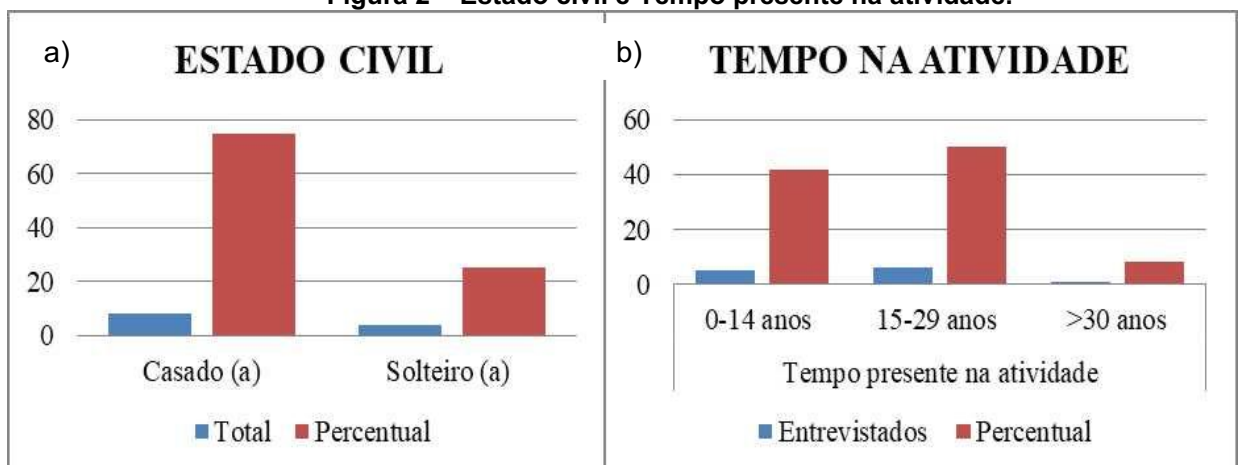 Figura 2 – Estado civil e Tempo presente na atividade.
a)
ESTADO CIVIL
80
60
40
20
0
Casado (a)
Solteiro (a)
Total
Percentual
b)
TEMPO NA ATIVIDADE
60
40
20
0
0-14 anos
15-29 anos
>30 anos
Tempo presente na atividade
Entrevistados
Percentual